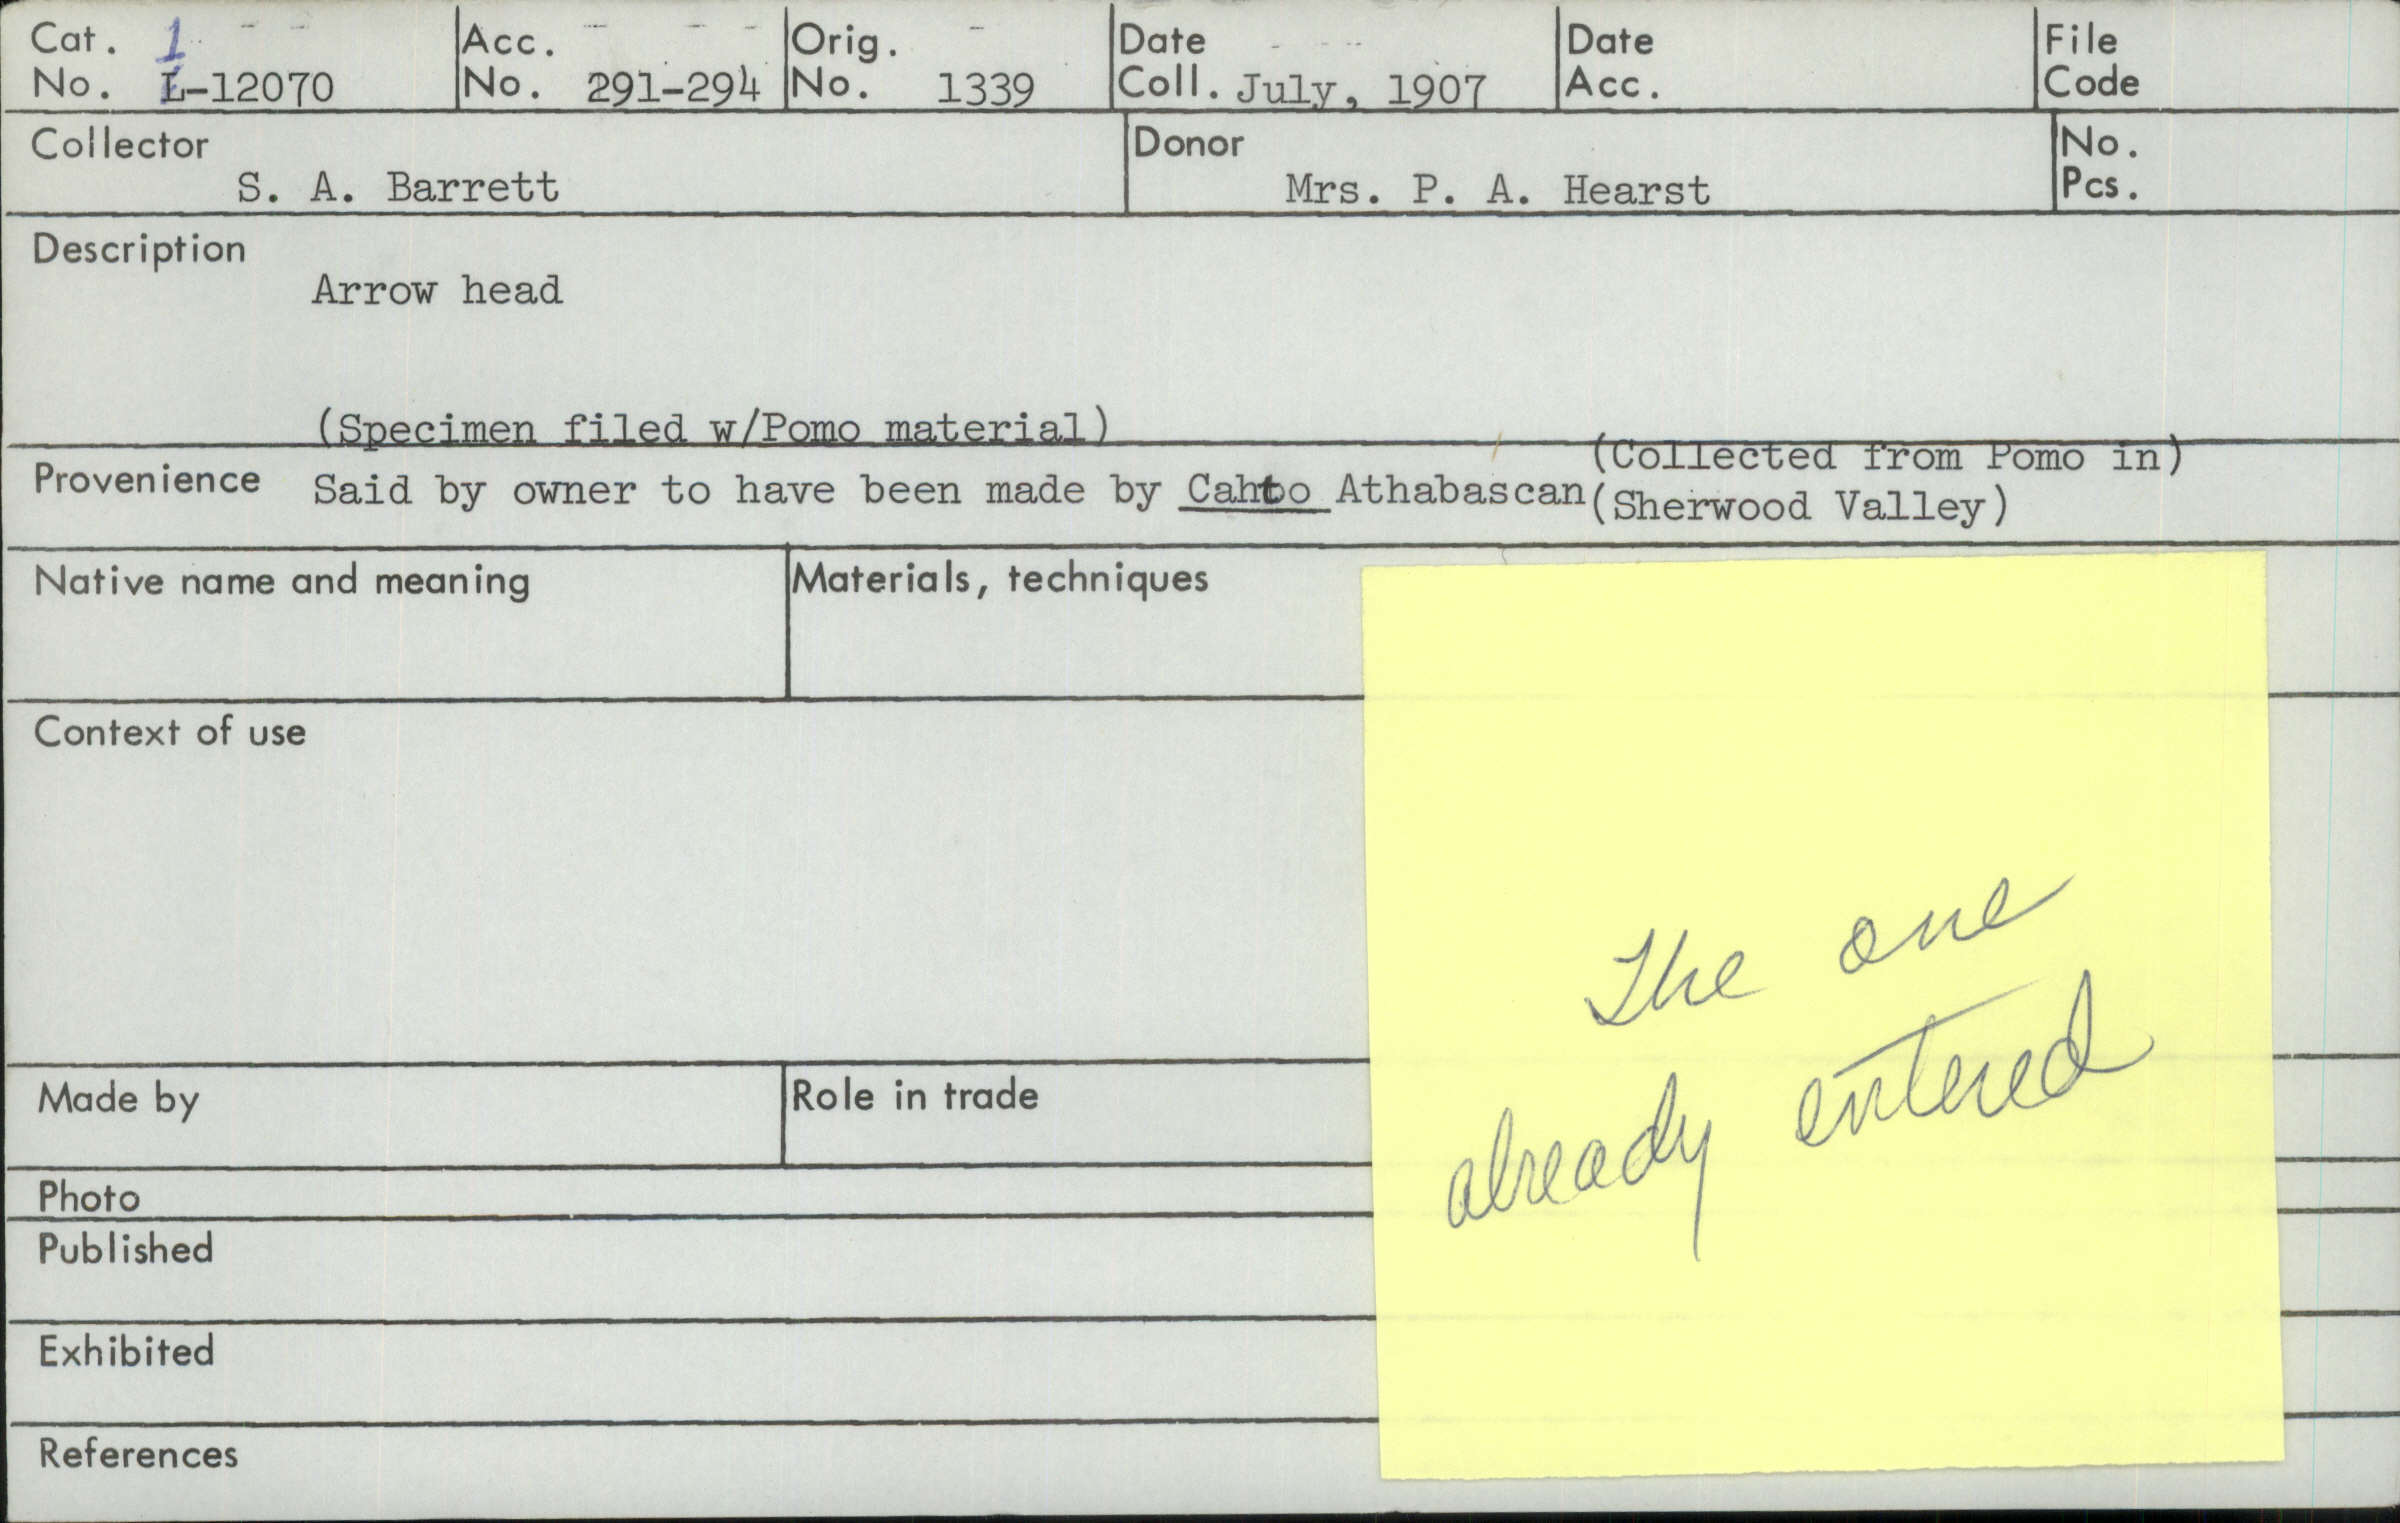 Cat. No. 1-12070
Acc. No. 291-294
Orig. No. 1339
Date Coll. July, 1907
Date Acc.
File Code
Collector
S. A. Barrett
Donor
Mrs. P. A. Hearst
No. Pcs.
Description
Arrow head
(Specimen filed w/Pomo material)
Provenience Said by owner to have been made by Cahto Athabascan
(Collected from Pomo in)
(Sherwood Valley)
Native name and meaning
Materials, techniques
Context of use
The one
already entered
Made by
Role in trade
Photo
Published
Exhibited
References